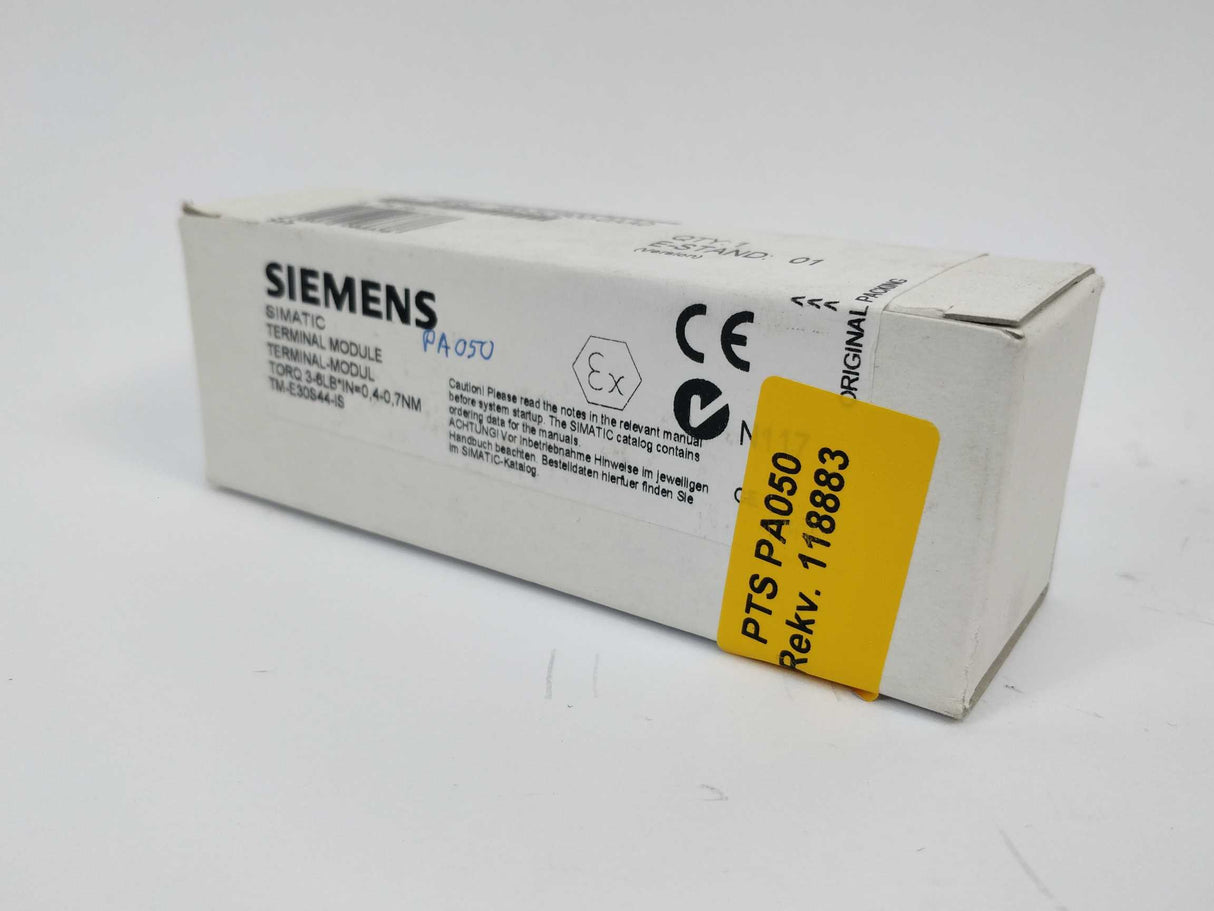 QTY: 1
E-STAND: 01
(Version)
SIEMENS
SIMATIC
TERMINAL MODULE
TERMINAL-MODUL
TORQ 3-6LB*IN=0,4-0,7NM
TM-E30S44-IS
PA050
Ex
Caution! Please read the notes in the relevant manual
before system startup. The SIMATIC catalog contains
ordering data for the manuals.
ACHTUNG! Vor Inbetriebnahme Hinweise im jeweiligen
Handbuch beachten. Bestelldaten hierfuer finden Sie
im SIMATIC-Katalog.
CE
N117
ORIGINAL PACKING
PTS PA050
Rekv. 118883